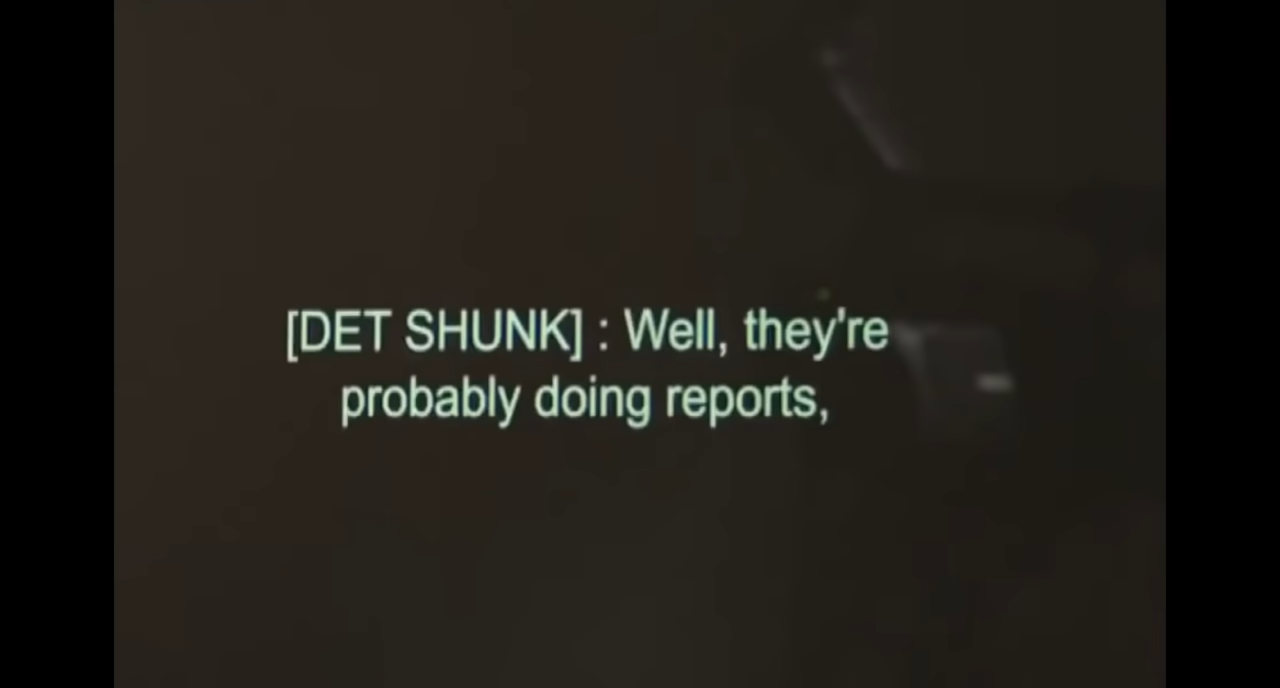 [DET SHUNK] : Well, they're
probably doing reports,